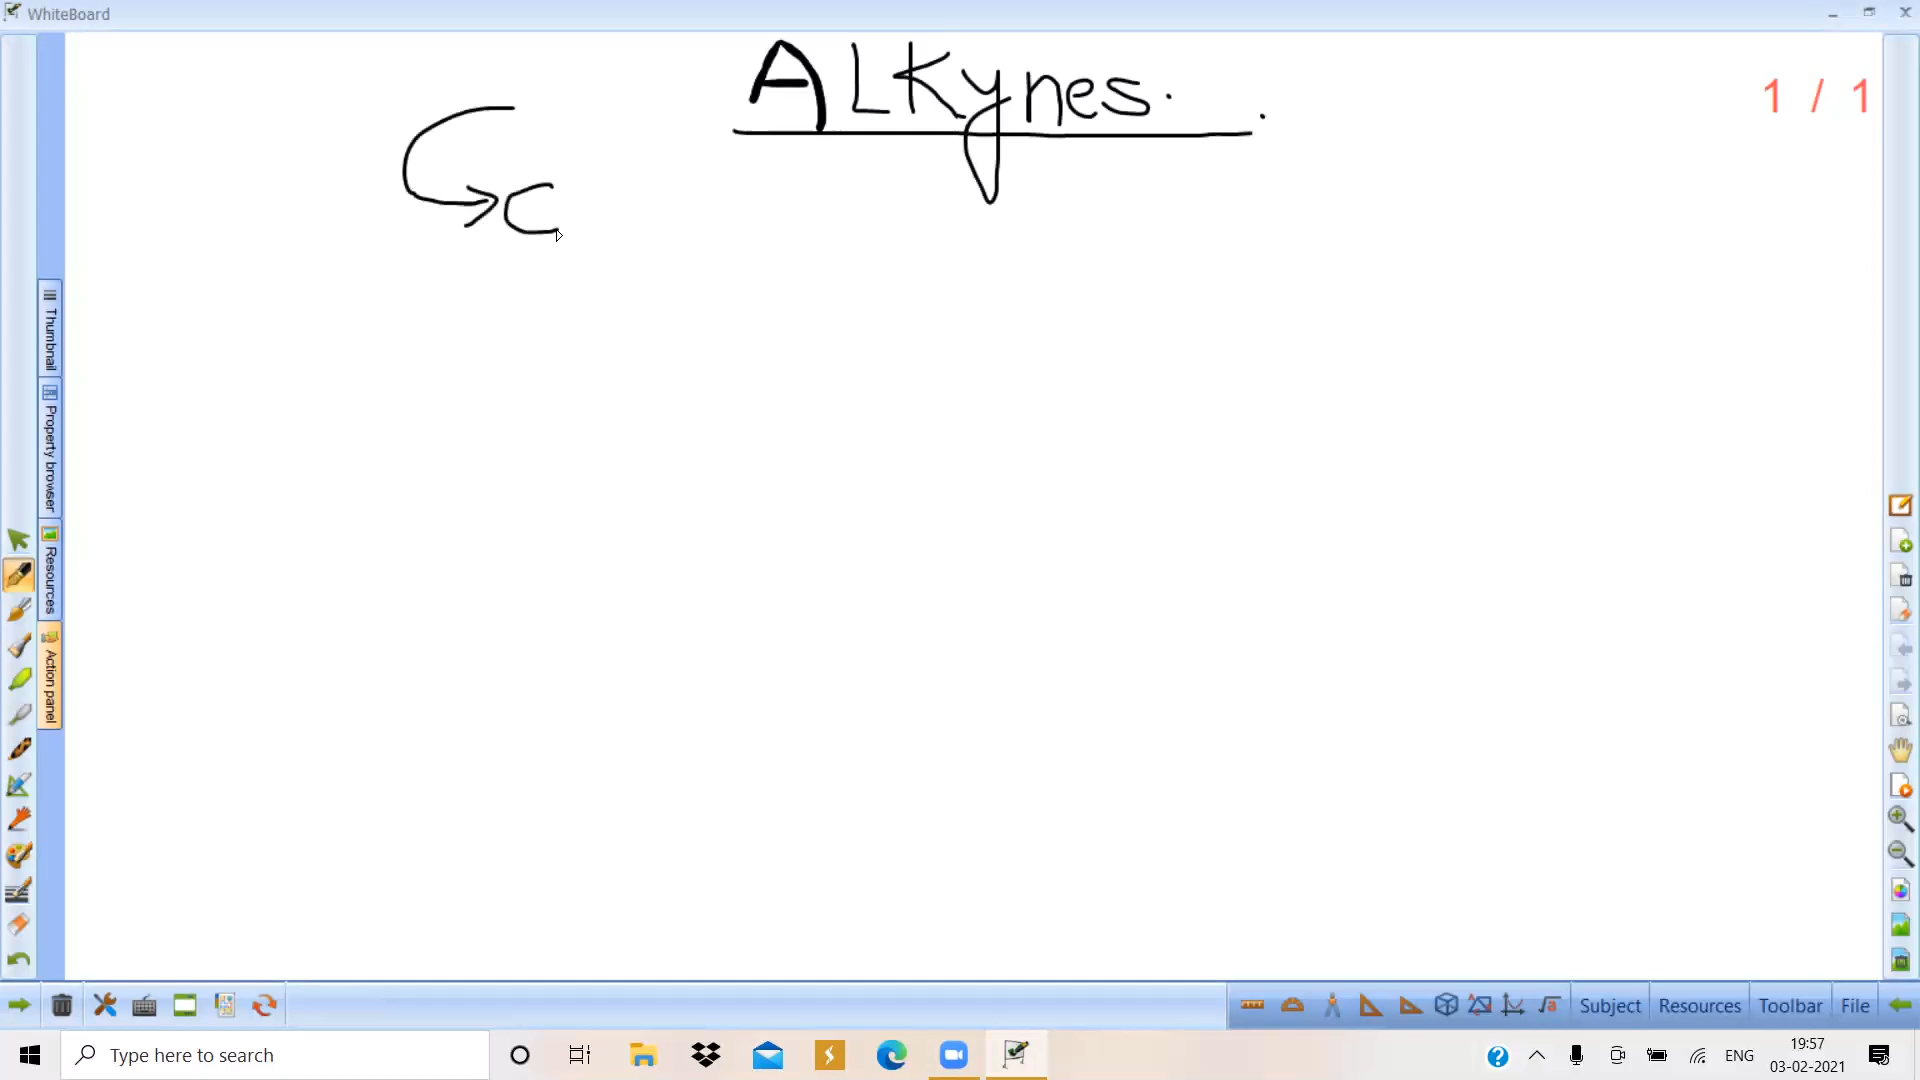 WhiteBoard
ALKynes.
1 / 1
C
Thumbnail
Property browser
Resources
Action panel
Subject
Resources
Toolbar
File
Type here to search
ENG
19:57
03-02-2021